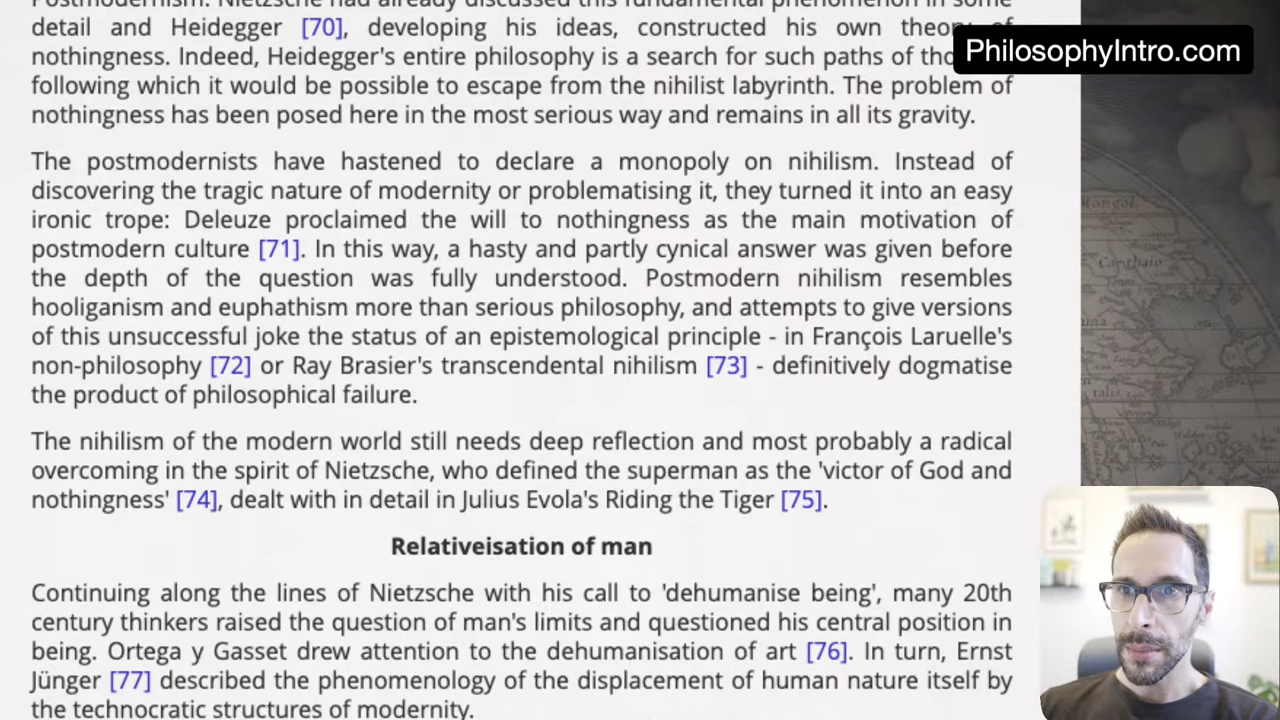 Postmodernism. Nietzsche had already discussed this fundamental phenomenon in some
detail and Heidegger [70], developing his ideas, constructed his own theory of
PhilosophyIntro.com
nothingness. Indeed, Heidegger's entire philosophy is a search for such paths of
following which it would be possible to escape from the nihilist labyrinth. The problem of
nothingness has been posed here in the most serious way and remains in all its gravity.
The postmodernists have hastened to declare a monopoly on nihilism. Instead of
discovering the tragic nature of modernity or problematising it, they turned it into an easy
ironic trope: Deleuze proclaimed the will to nothingness as the main motivation of
postmodern culture [71]. In this way, a hasty and partly cynical answer was given before
the depth of the question was fully understood. Postmodern nihilism resembles
hooliganism and euphathism more than serious philosophy, and attempts to give versions
of this unsuccessful joke the status of an epistemological principle - in François Laruelle's
non-philosophy [72] or Ray Brasier's transcendental nihilism [73] - definitively dogmatise
the product of philosophical failure.
The nihilism of the modern world still needs deep reflection and most probably a radical
overcoming in the spirit of Nietzsche, who defined the superman as the 'victor of God and
nothingness' [74], dealt with in detail in Julius Evola's Riding the Tiger [75].
Relativeisation of man
Continuing along the lines of Nietzsche with his call to 'dehumanise being', many 20th
century thinkers raised the question of man's limits and questioned his central position in
being. Ortega y Gasset drew attention to the dehumanisation of art [76]. In turn, Ernst
Jünger [77] described the phenomenology of the displacement of human nature itself by
the technocratic structures of modernity.